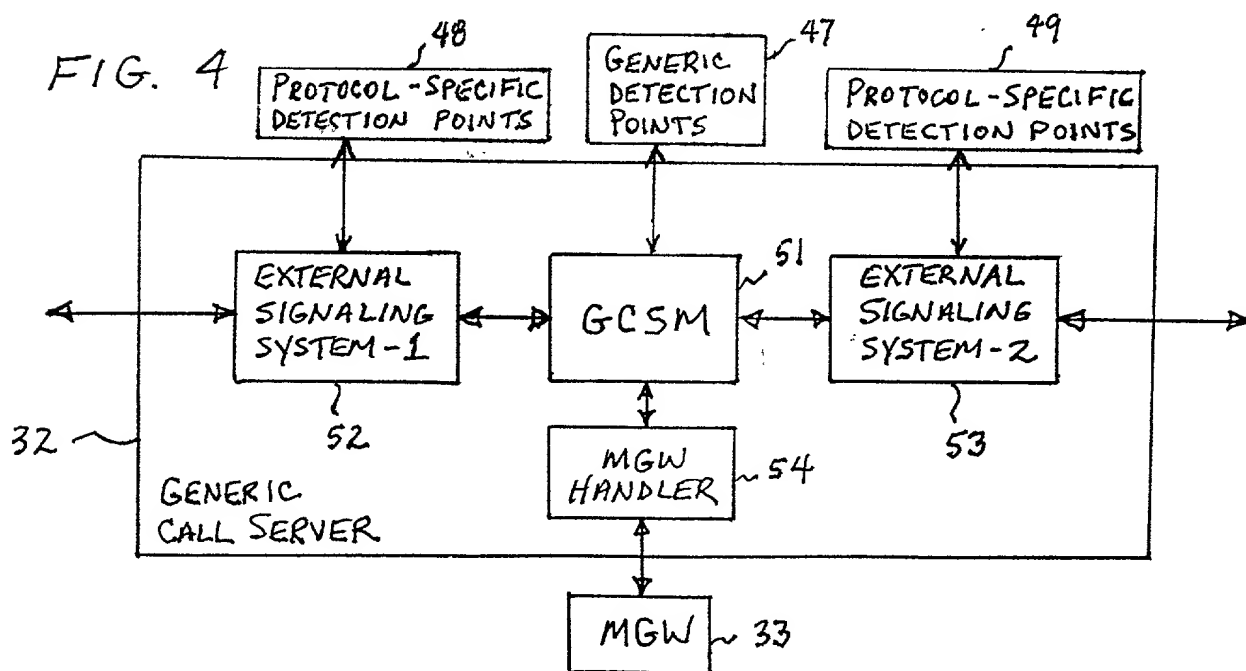 FIG. 4
48
PROTOCOL-SPECIFIC
DETECTION POINTS
47
GENERIC
DETECTION
POINTS
49
PROTOCOL-SPECIFIC
DETECTION POINTS
EXTERNAL
SIGNALING
SYSTEM-1
52
GCSM
51
EXTERNAL
SIGNALING
SYSTEM-2
53
32
MGW
HANDLER
54
GENERIC
CALL SERVER
MGW
33